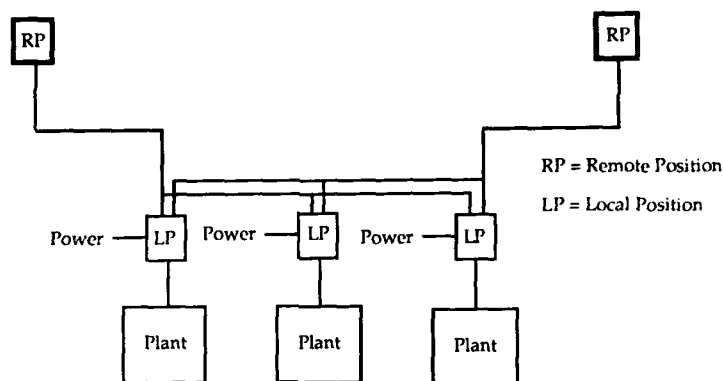 RP
RP
RP = Remote Position
LP = Local Position
Power
LP
Power
LP
Power
LP
Plant
Plant
Plant